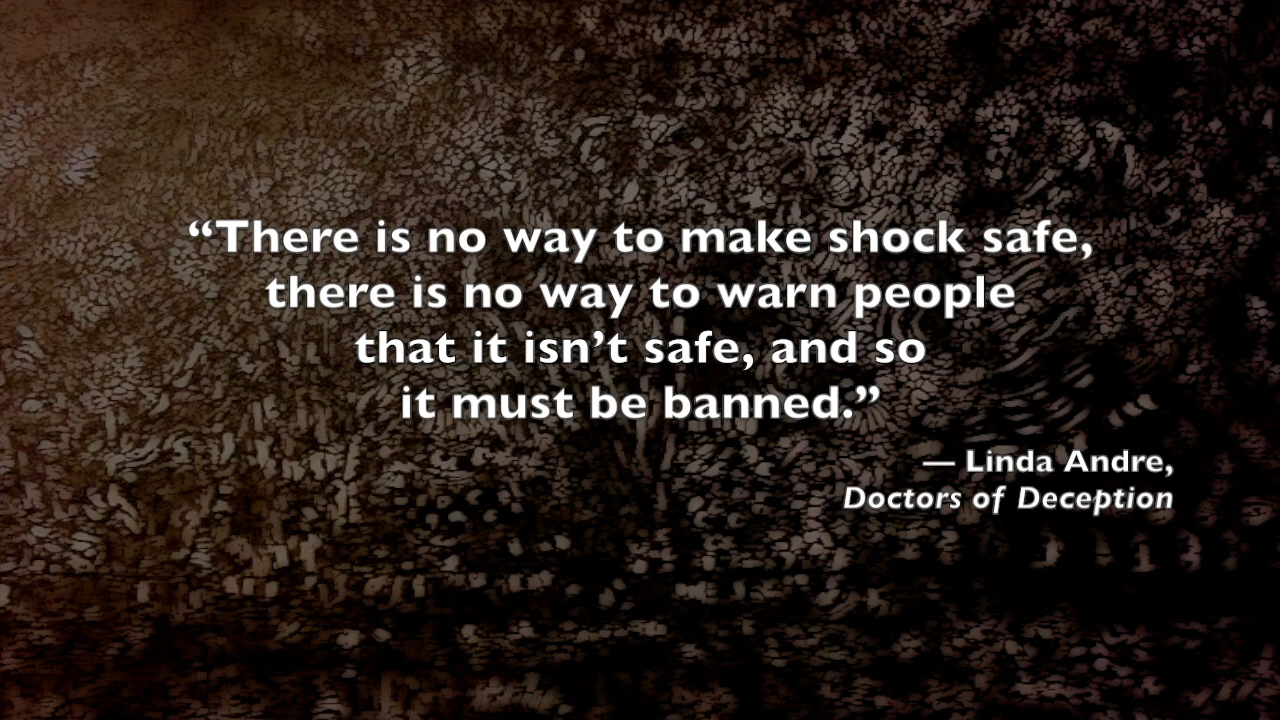 “There is no way to make shock safe,
there is no way to warn people
that it isn’t safe, and so
it must be banned.”
— Linda Andre,
Doctors of Deception